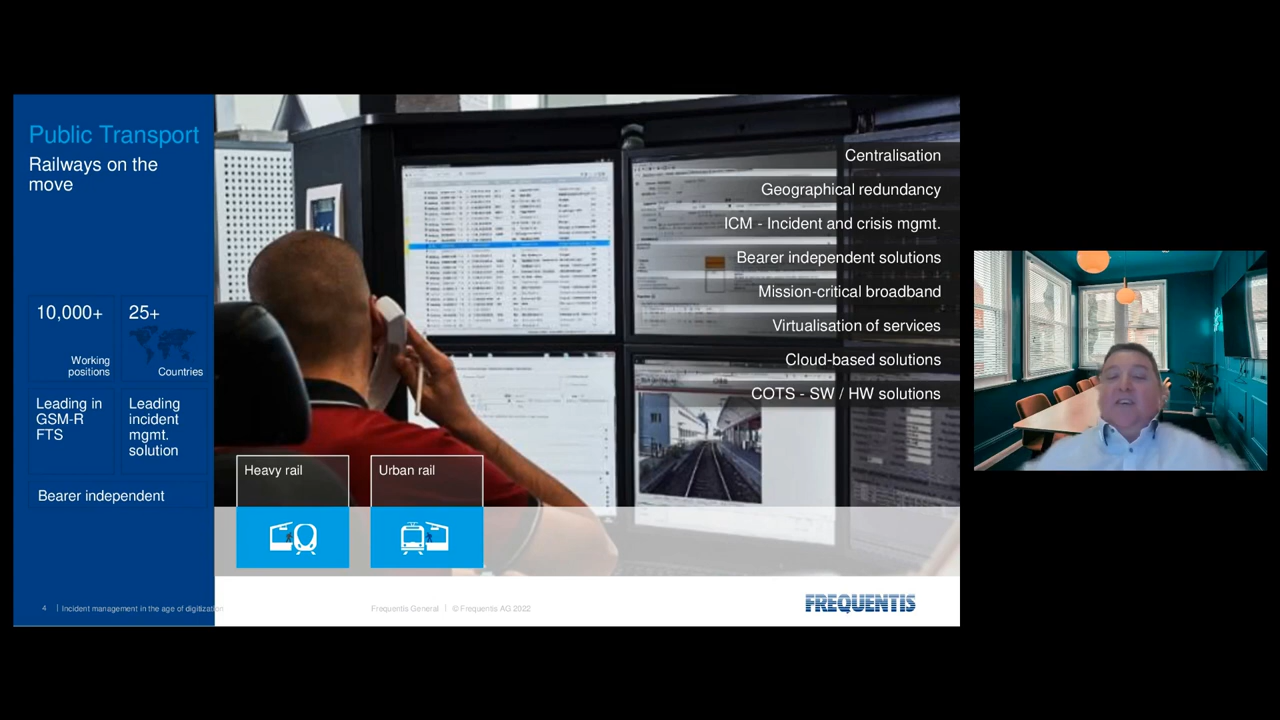 Public Transport
Railways on the
move
10,000+
Working
positions
25+
Countries
Leading in
GSM-R
FTS
Leading
incident
mgmt.
solution
Bearer independent
Centralisation
Geographical redundancy
ICM - Incident and crisis mgmt.
Bearer independent solutions
Mission-critical broadband
Virtualisation of services
Cloud-based solutions
COTS - SW / HW solutions
Heavy rail
Urban rail
4 | Incident management in the age of digitization
Frequentis General | © Frequentis AG 2022
FREQUENTIS